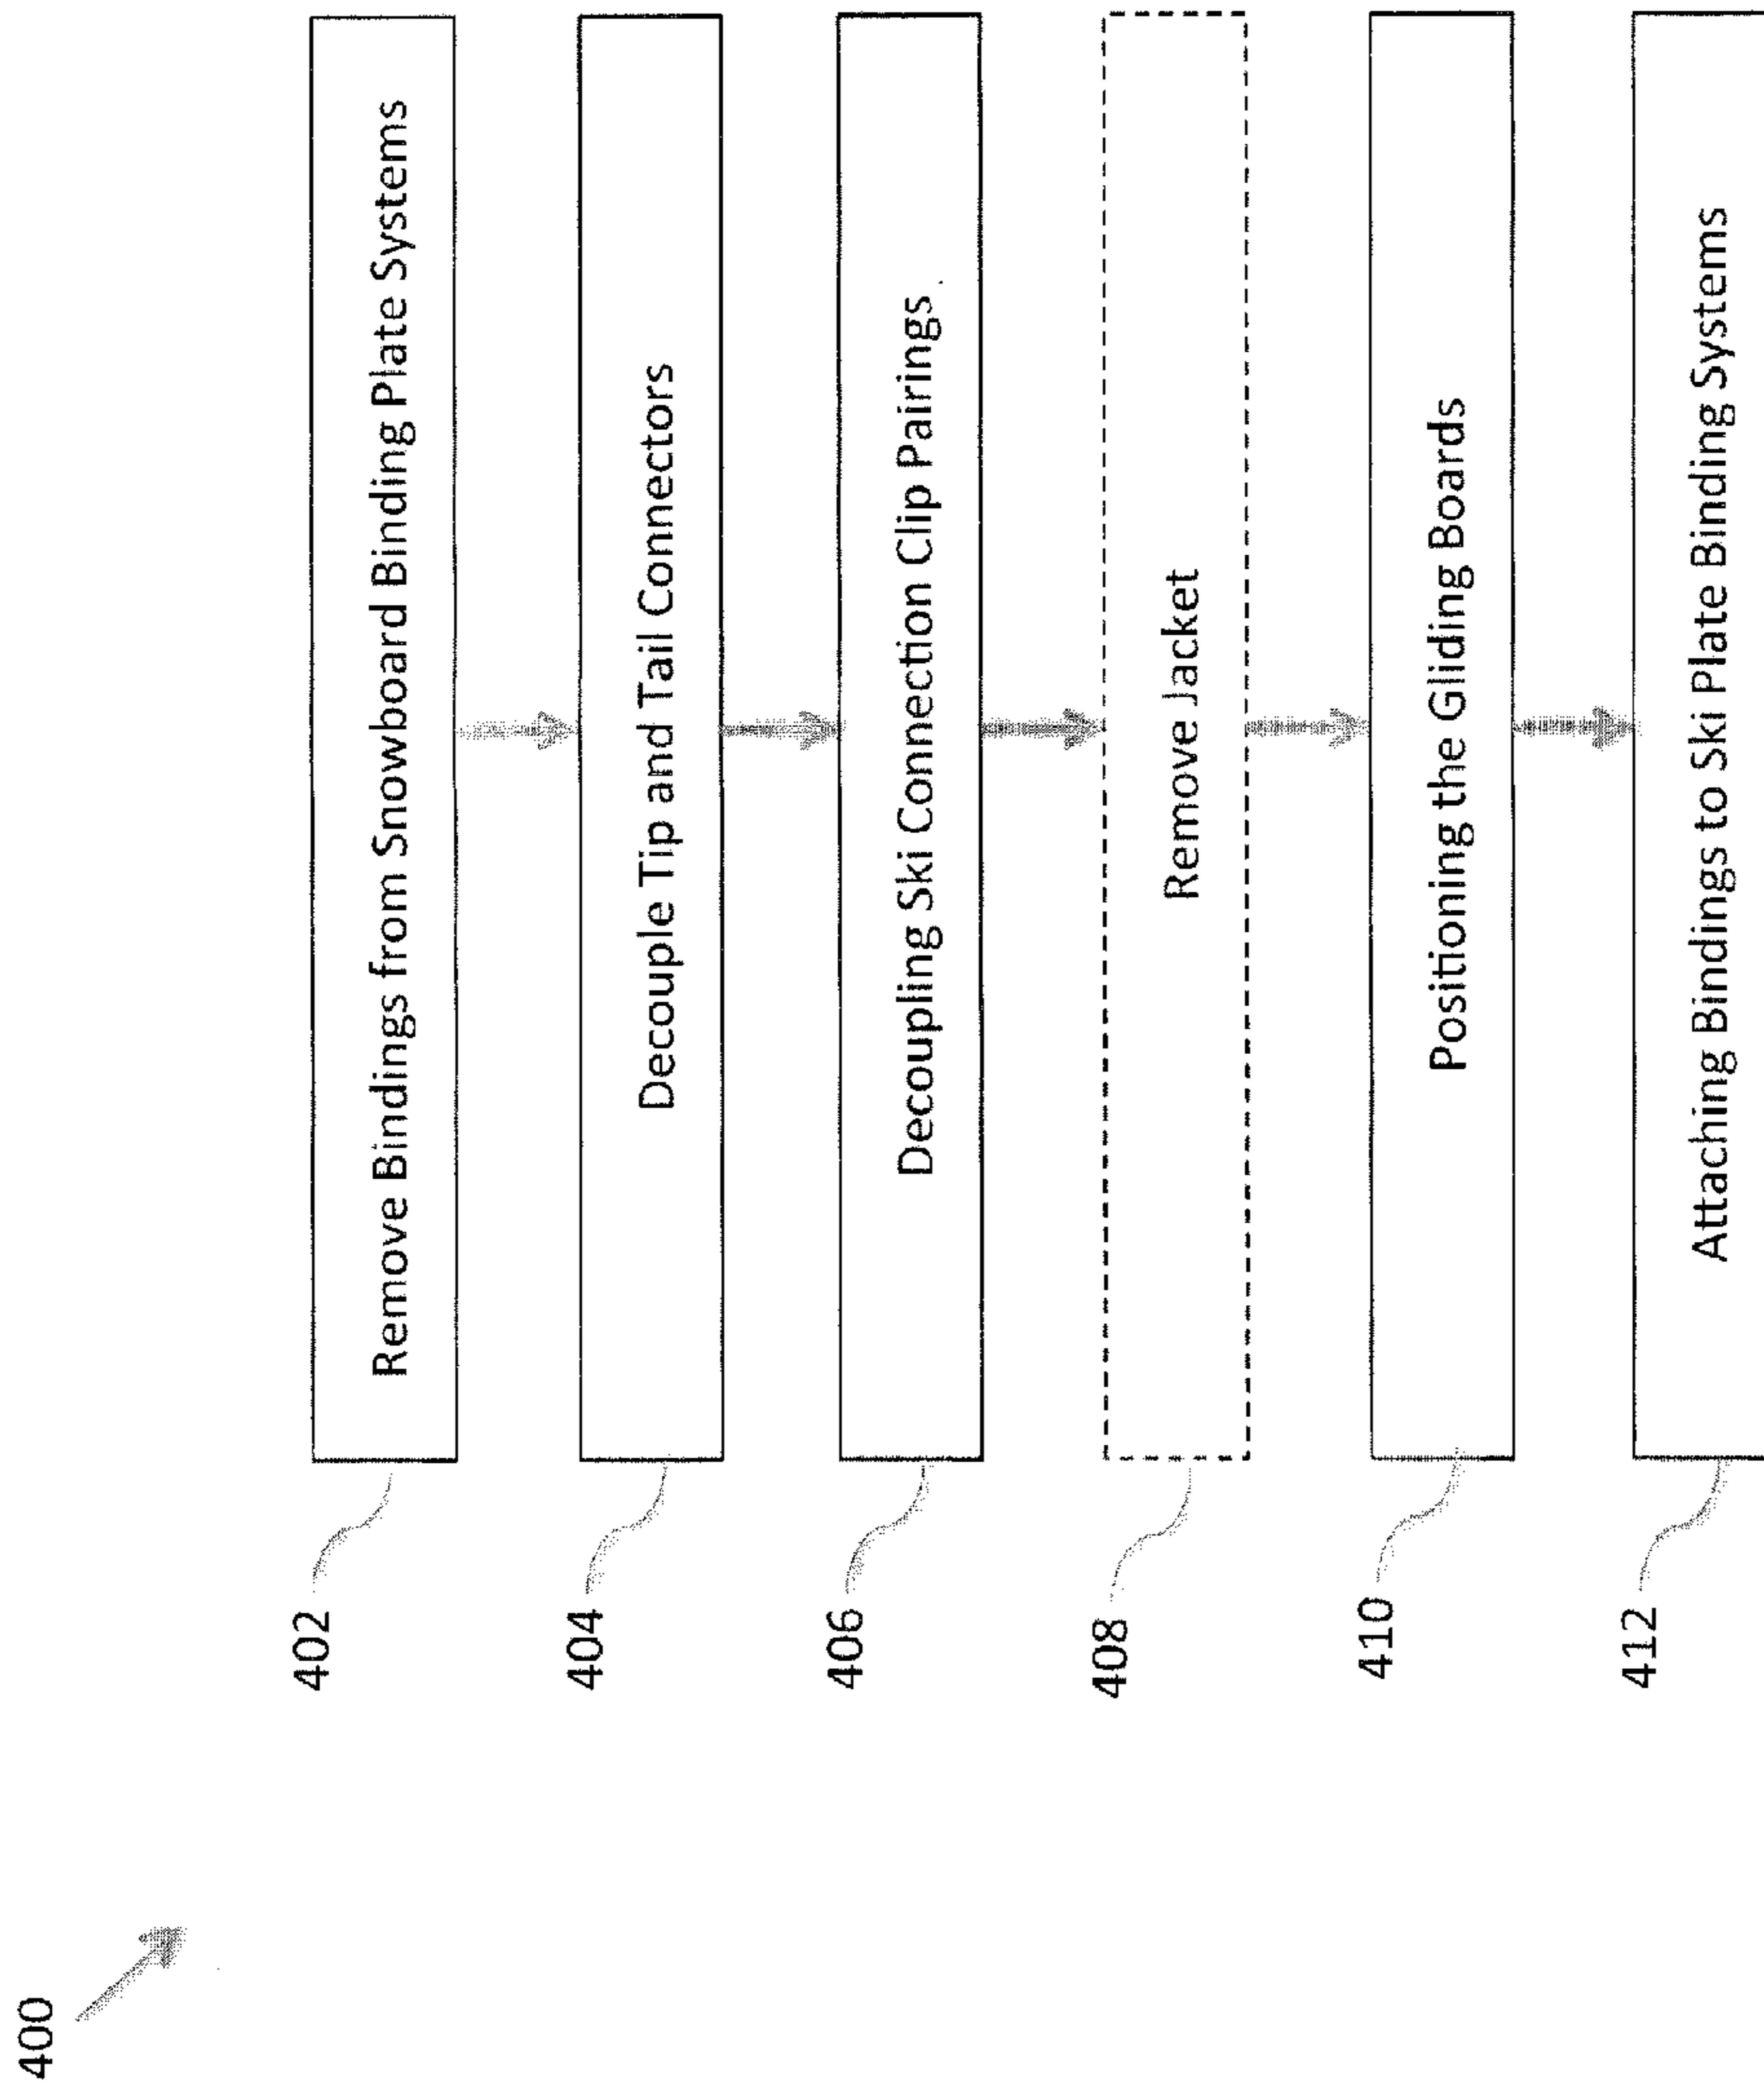 400
402
Remove Bindings from Snowboard Binding Plate Systems
404
Decouple Tip and Tail Connectors
406
Decoupling Ski Connection Clip Pairings
408
Remove Jacket
410
Positioning the Gliding Boards
412
Attaching Bindings to Ski Plate Binding Systems